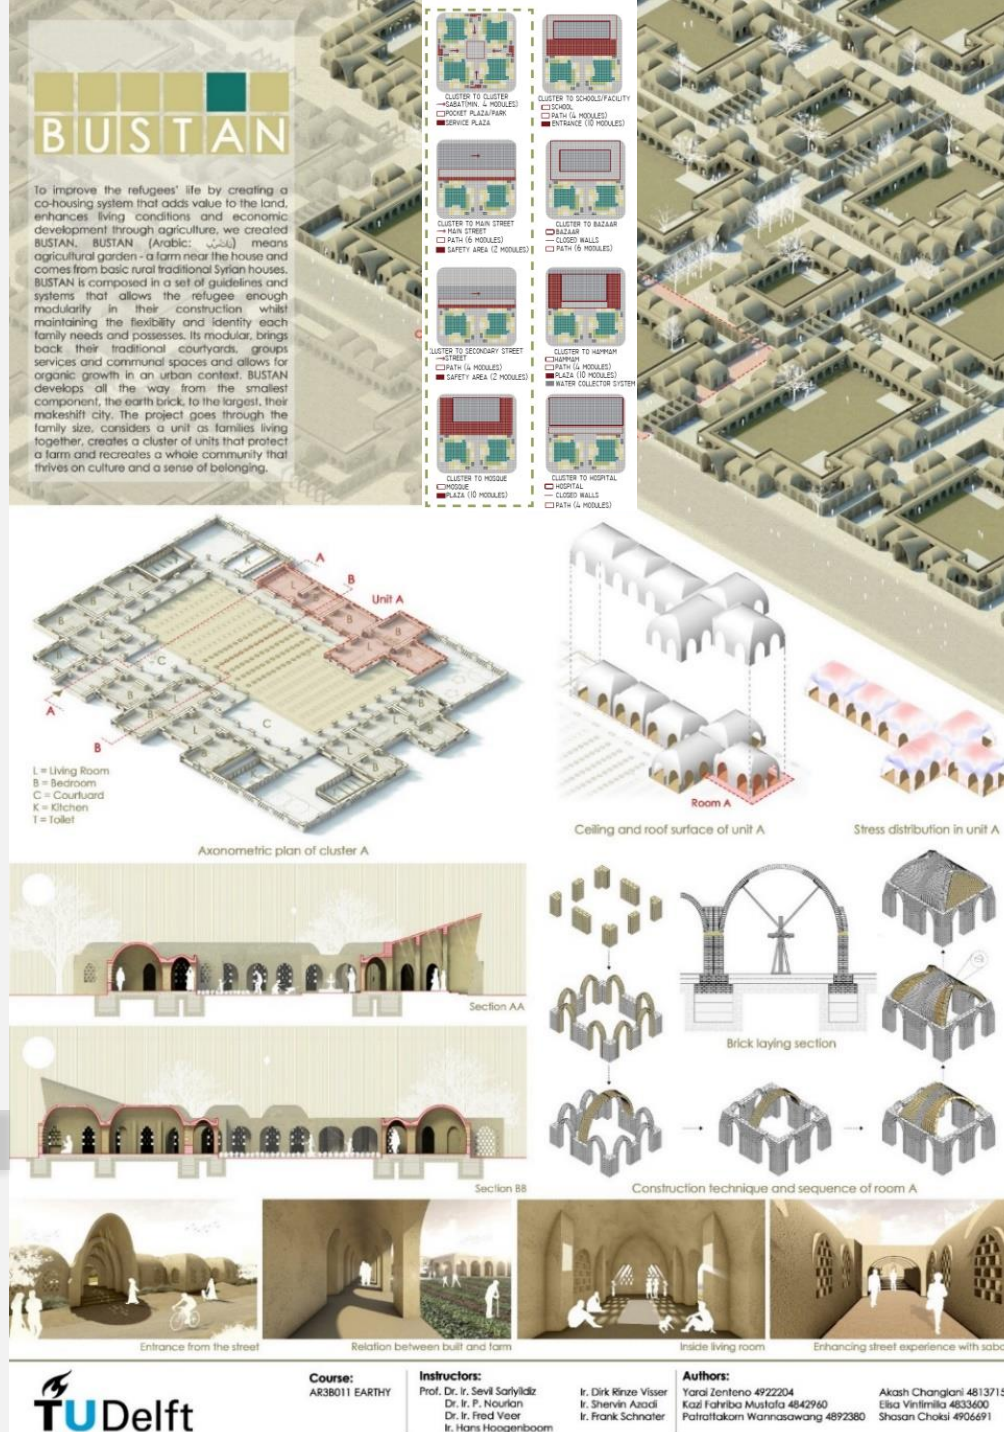 BUSTAN
To improve the refugees' life by creating a
co-housing system that adds value to the land,
enhances living conditions and economic
development through agriculture, we created
BUSTAN. BUSTAN (Arabic: ) means
agricultural garden - a farm near the house and
comes from basic rural traditional Syrian houses.
BUSTAN is composed in a set of guidelines and
systems that allows the refugee enough
modularity in their construction whilst
maintaining the flexibility and identity each
family needs and possesses. Its modular, brings
back their traditional courtyards, groups
services and communal spaces and allows for
organic growth in an urban context. BUSTAN
develops all the way from the smallest
component, the earth brick, to the largest, their
makeshift city. The project goes through the
family size, considers a unit as families living
together, creates a cluster of units that protect
a farm and recreates a whole community that
thrives on culture and a sense of belonging.
CLUSTER TO CLUSTER
SABAT(MIN. 4 MODULES)
POCKET PLAZA/PARK
SERVICE PLAZA
CLUSTER TO SCHOOLS/FACILITY
SCHOOL
PATH (4 MODULES)
ENTRANCE (10 MODULES)
CLUSTER TO MAIN STREET
MAIN STREET
PATH (6 MODULES)
SAFETY AREA (2 MODULES)
CLUSTER TO BAZAAR
BAZAAR
CLOSED WALLS
PATH (6 MODULES)
CLUSTER TO SECONDARY STREET
STREET
PATH (4 MODULES)
SAFETY AREA (2 MODULES)
CLUSTER TO HAMMAM
HAMMAM
PATH (4 MODULES)
PLAZA (10 MODULES)
WATER COLLECTOR SYSTEM
CLUSTER TO MOSQUE
MOSQUE
PLAZA (10 MODULES)
CLUSTER TO HOSPITAL
HOSPITAL
CLOSED WALLS
PATH (4 MODULES)
A
B
Unit A
A
B
L = Living Room
B = Bedroom
C = Courtuard
K = Kitchen
T = Toilet
Axonometric plan of cluster A
Room A
Ceiling and roof surface of unit A
Stress distribution in unit A
Section AA
Brick laying section
Section BB
Construction technique and sequence of room A
Entrance from the street
Relation between built and farm
Inside living room
Enhancing street experience with saba
TUDelft
Course:
AR3B011 EARTHY
Instructors:
Prof. Dr. Ir. Sevil Sariyildiz
Dr. Ir. P. Nourian
Dr. Ir. Fred Veer
Ir. Hans Hoogenboom
Ir. Dirk Rinze Visser
Ir. Shervin Azadi
Ir. Frank Schnater
Authors:
Yarai Zenteno 4922204
Kazi Fahriba Mustafa 4842960
Patrattakorn Wannasawang 4892380
Akash Changlani 4813715
Elisa Vintimilla 4833600
Shasan Choksi 4906691